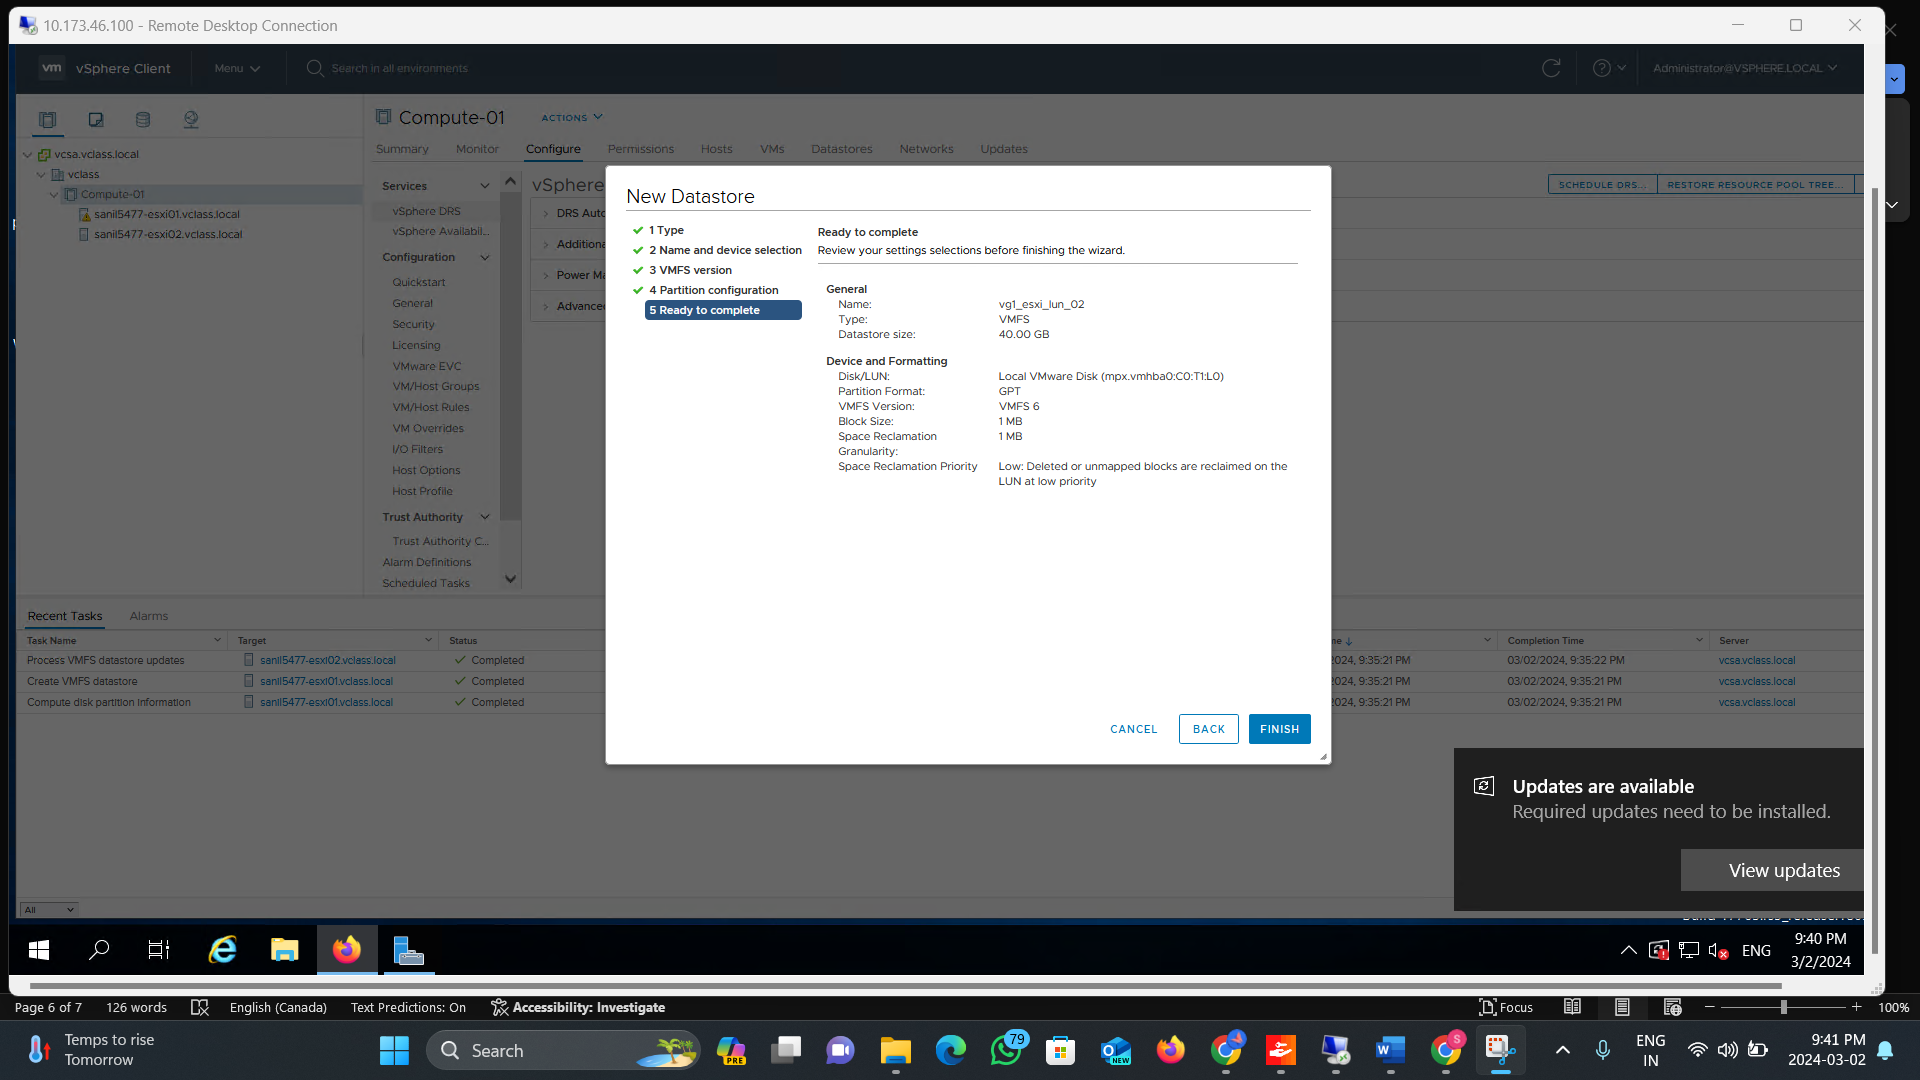 10.173.46.100 - Remote Desktop Connection
vm vSphere Client Menu Search in all environments Administrator@VSPHERE.LOCAL
Compute-01 ACTIONS
Summary Monitor Configure Permissions Hosts VMs Datastores Networks Updates
vcsa.vclass.local
vclass
Compute-01
sanil5477-esxi01.vclass.local
sanil5477-esxi02.vclass.local
Services
vSphere DRS
vSphere Availabil...
Configuration
Quickstart
General
Security
Licensing
VMware EVC
VM/Host Groups
VM/Host Rules
VM Overrides
I/O Filters
Host Options
Host Profile
Trust Authority
Trust Authority C...
Alarm Definitions
Scheduled Tasks
vSphere
SCHEDULE DRS... RESTORE RESOURCE POOL TREE...
DRS Auto
Additiona
Power Ma
Advanced
New Datastore
1 Type
2 Name and device selection
3 VMFS version
4 Partition configuration
5 Ready to complete
Ready to complete
Review your settings selections before finishing the wizard.
General
Name: vg1_esxi_lun_02
Type: VMFS
Datastore size: 40.00 GB
Device and Formatting
Disk/LUN: Local VMware Disk (mpx.vmhba0:C0:T1:L0)
Partition Format: GPT
VMFS Version: VMFS 6
Block Size: 1 MB
Space Reclamation 1 MB
Granularity:
Space Reclamation Priority Low: Deleted or unmapped blocks are reclaimed on the
LUN at low priority
CANCEL BACK FINISH
Recent Tasks Alarms
Task Name Target Status me Completion Time Server
Process VMFS datastore updates sanil5477-esxi02.vclass.local Completed 2024, 9:35:21 PM 03/02/2024, 9:35:22 PM vcsa.vclass.local
Create VMFS datastore sanil5477-esxi01.vclass.local Completed 2024, 9:35:21 PM 03/02/2024, 9:35:21 PM vcsa.vclass.local
Compute disk partition information sanil5477-esxi01.vclass.local Completed 2024, 9:35:21 PM 03/02/2024, 9:35:21 PM vcsa.vclass.local
All
Updates are available
Required updates need to be installed.
View updates
ENG
9:40 PM
3/2/2024
Page 6 of 7 126 words English (Canada) Text Predictions: On Accessibility: Investigate Focus 100%
Temps to rise
Tomorrow
Search
PRE
79
NEW
S
ENG
IN
9:41 PM
2024-03-02